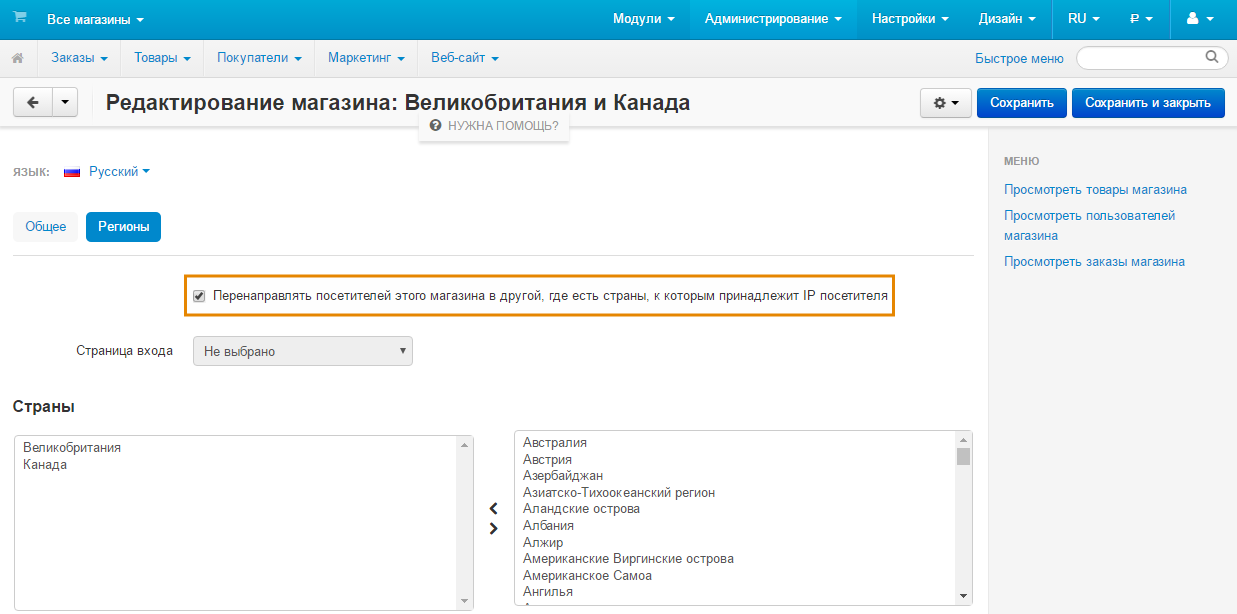 Все магазины
Модули
Администрирование
Настройки
Дизайн
RU
₽
Заказы
Товары
Покупатели
Маркетинг
Веб-сайт
Быстрое меню
Редактирование магазина: Великобритания и Канада
Сохранить
Сохранить и закрыть
НУЖНА ПОМОЩЬ?
ЯЗЫК:
Русский
Общее
Регионы
Перенаправлять посетителей этого магазина в другой, где есть страны, к которым принадлежит IP посетителя
Страница входа
Не выбрано
Страны
Великобритания
Канада
Австралия
Австрия
Азербайджан
Азиатско-Тихоокеанский регион
Аландские острова
Албания
Алжир
Американские Виргинские острова
Американское Самоа
Ангилья
МЕНЮ
Просмотреть товары магазина
Просмотреть пользователей
магазина
Просмотреть заказы магазина